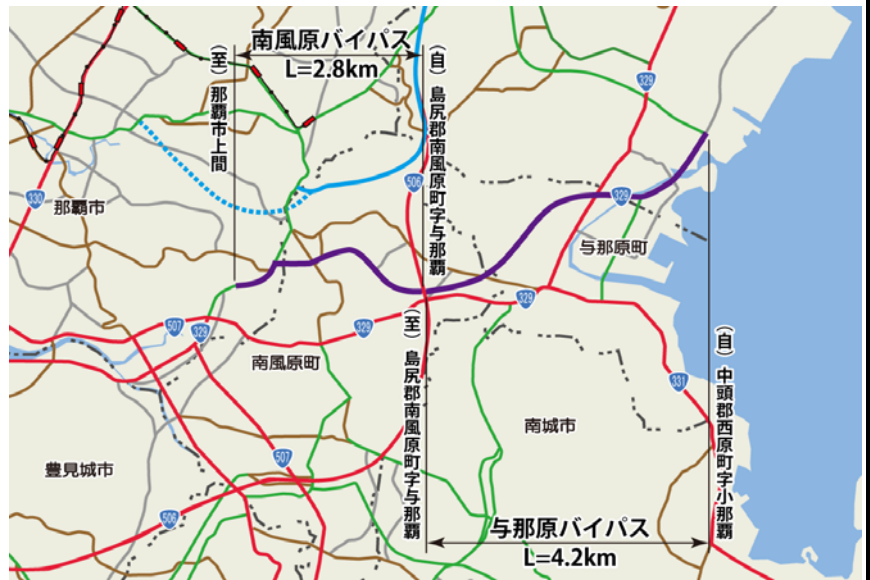 南風原バイパス
L=2.8km
(至)那覇市上間
(自)島尻郡南風原町字与那覇
329
506
329
330
那覇市
与那原町
329
507
329
329
(至)島尻郡南風原町字与那覇
(自)中頭郡西原町字小那覇
南風原町
331
南城市
507
豊見城市
506
与那原バイパス
L=4.2km